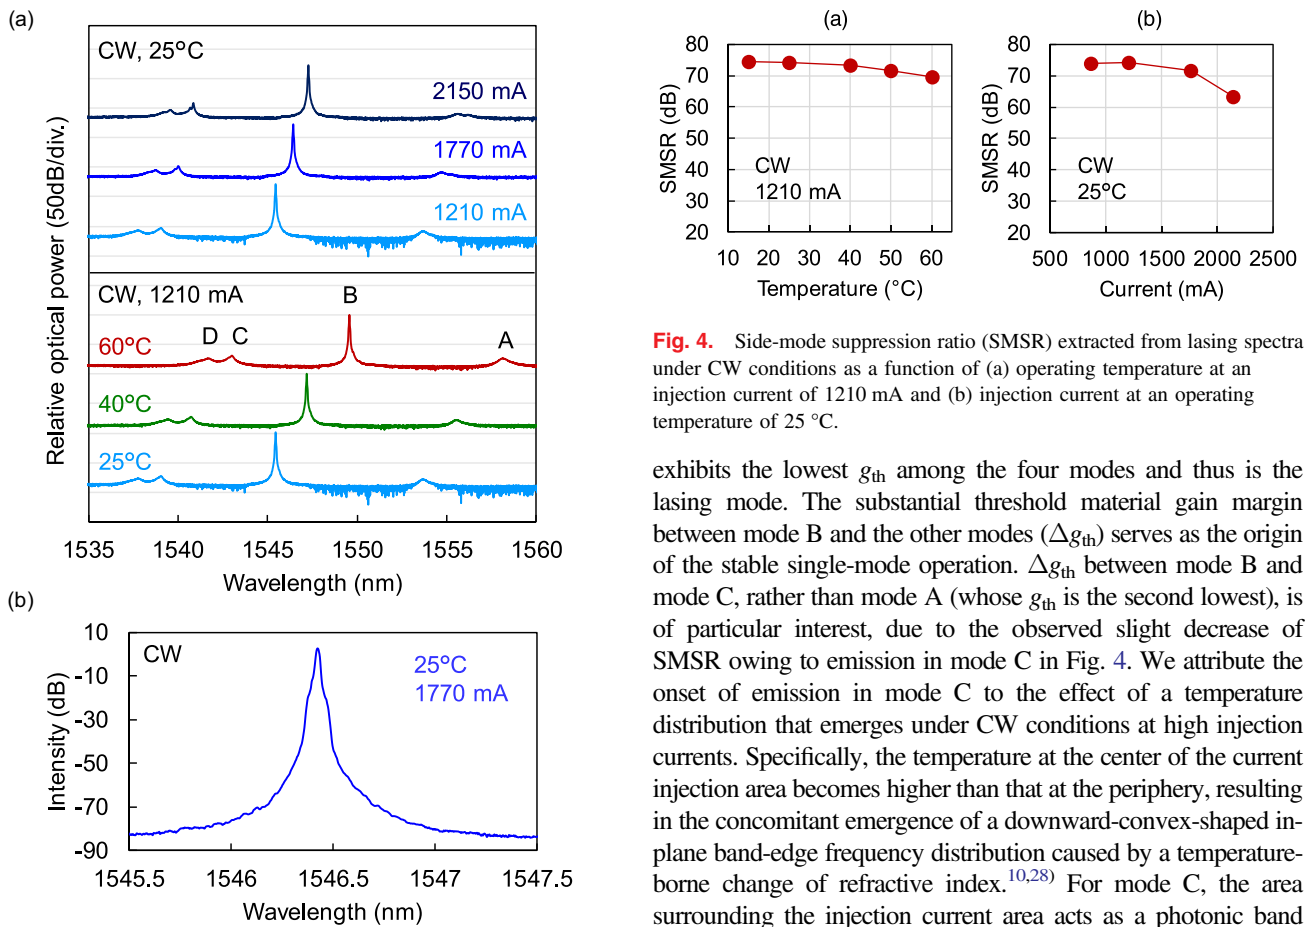 (a)
CW, 25°C
2150 mA
1770 mA
1210 mA
CW, 1210 mA
B
D
C
A
60°C
40°C
25°C
Relative optical power (50dB/div.)
1535 1540 1545 1550 1555 1560
Wavelength (nm)
(b)
10
-10
-30
-50
-70
-90
CW
25°C
1770 mA
Intensity (dB)
1545.5 1546 1546.5 1547 1547.5
Wavelength (nm)
(a)
80
70
60
50
40
30
20
SMSR (dB)
CW
1210 mA
10 20 30 40 50 60
Temperature (°C)
(b)
80
70
60
50
40
30
20
SMSR (dB)
CW
25°C
500 1000 1500 2000 2500
Current (mA)
Fig. 4. Side-mode suppression ratio (SMSR) extracted from lasing spectra
under CW conditions as a function of (a) operating temperature at an
injection current of 1210 mA and (b) injection current at an operating
temperature of 25 °C.
exhibits the lowest gth among the four modes and thus is the
lasing mode. The substantial threshold material gain margin
between mode B and the other modes (Δgth) serves as the origin
of the stable single-mode operation. Δgth between mode B and
mode C, rather than mode A (whose gth is the second lowest), is
of particular interest, due to the observed slight decrease of
SMSR owing to emission in mode C in Fig. 4. We attribute the
onset of emission in mode C to the effect of a temperature
distribution that emerges under CW conditions at high injection
currents. Specifically, the temperature at the center of the current
injection area becomes higher than that at the periphery, resulting
in the concomitant emergence of a downward-convex-shaped in-
plane band-edge frequency distribution caused by a temperature-
borne change of refractive index.10,28) For mode C, the area
surrounding the injection current area acts as a photonic band